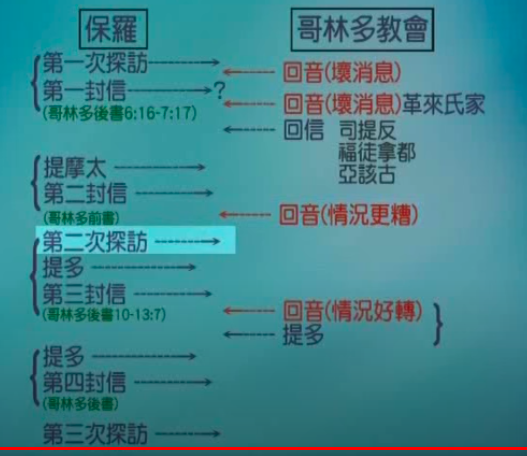 保羅 哥林多教會
第一次探訪
回音(壞消息)
第一封信 ?
(哥林多後書6:16-7:17)
回音(壞消息)革來氏家
回信 司提反
福徒拿都
亞該古
提摩太
第二封信
(哥林多前書)
回音(情況更糟)
第二次探訪
提多
第三封信
(哥林多後書10-13:7)
回音(情況好轉)
提多
提多
第四封信
(哥林多後書)
第三次探訪